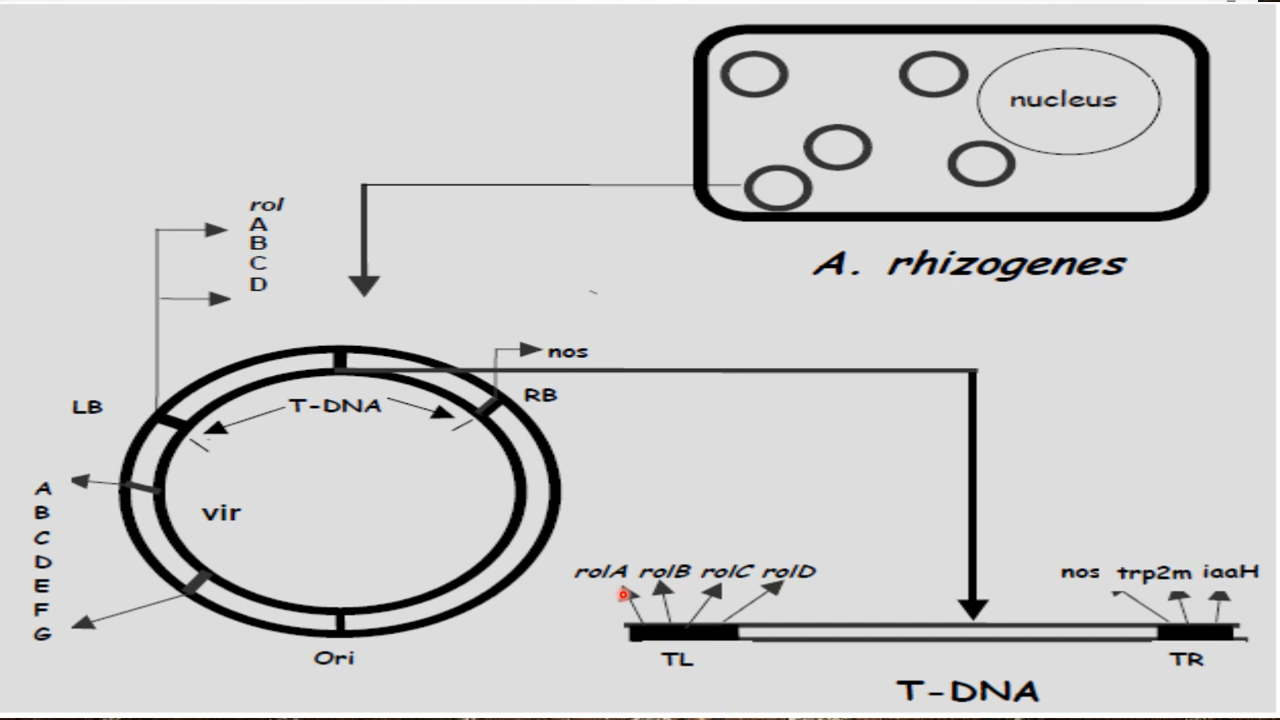 nucleus
A. rhizogenes
rol
A
B
C
D
nos
LB
T-DNA
RB
A
B
C
D
E
F
G
vir
Ori
rolA rolB rolC rolD
nos trp2m iaaH
TL
TR
T-DNA